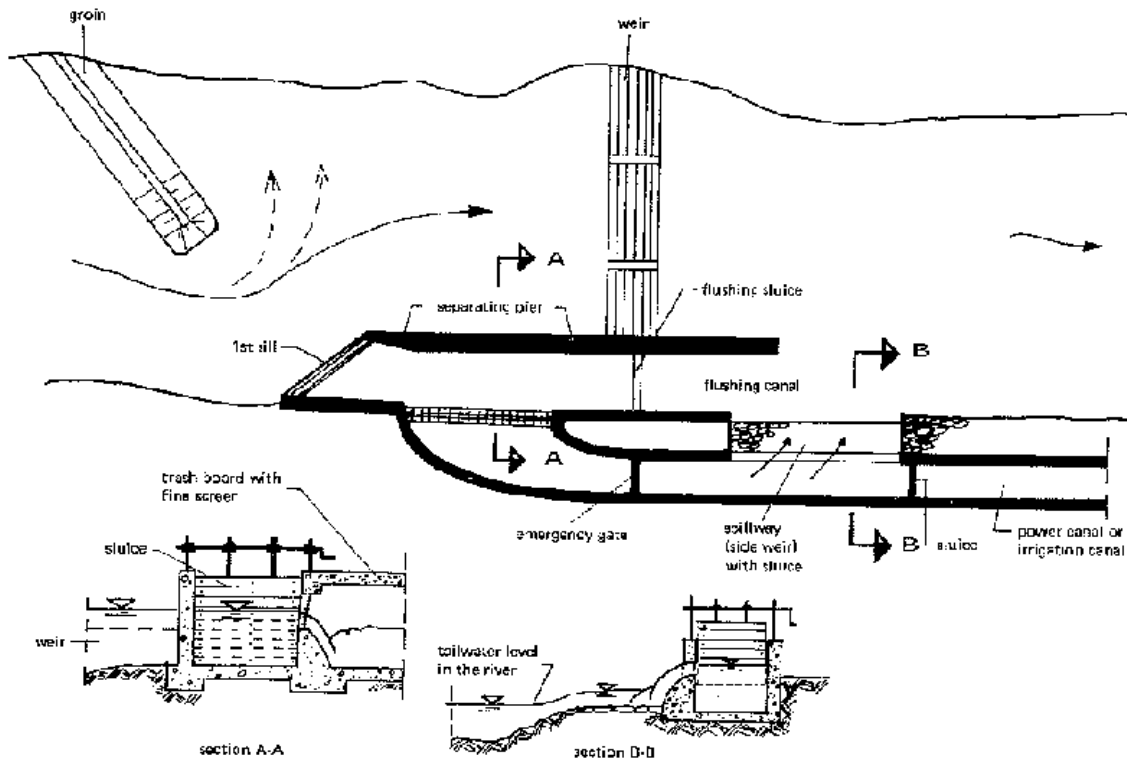 groin
weir
A
flushing sluice
separating pier
1st sill
B
flushing canal
A
trash board with
fine screen
emergency gate
spillway
(side weir)
with sluice
B
sluice
power canal or
irrigation canal
sluice
weir
tailwater level
in the river
section A-A
section B-B